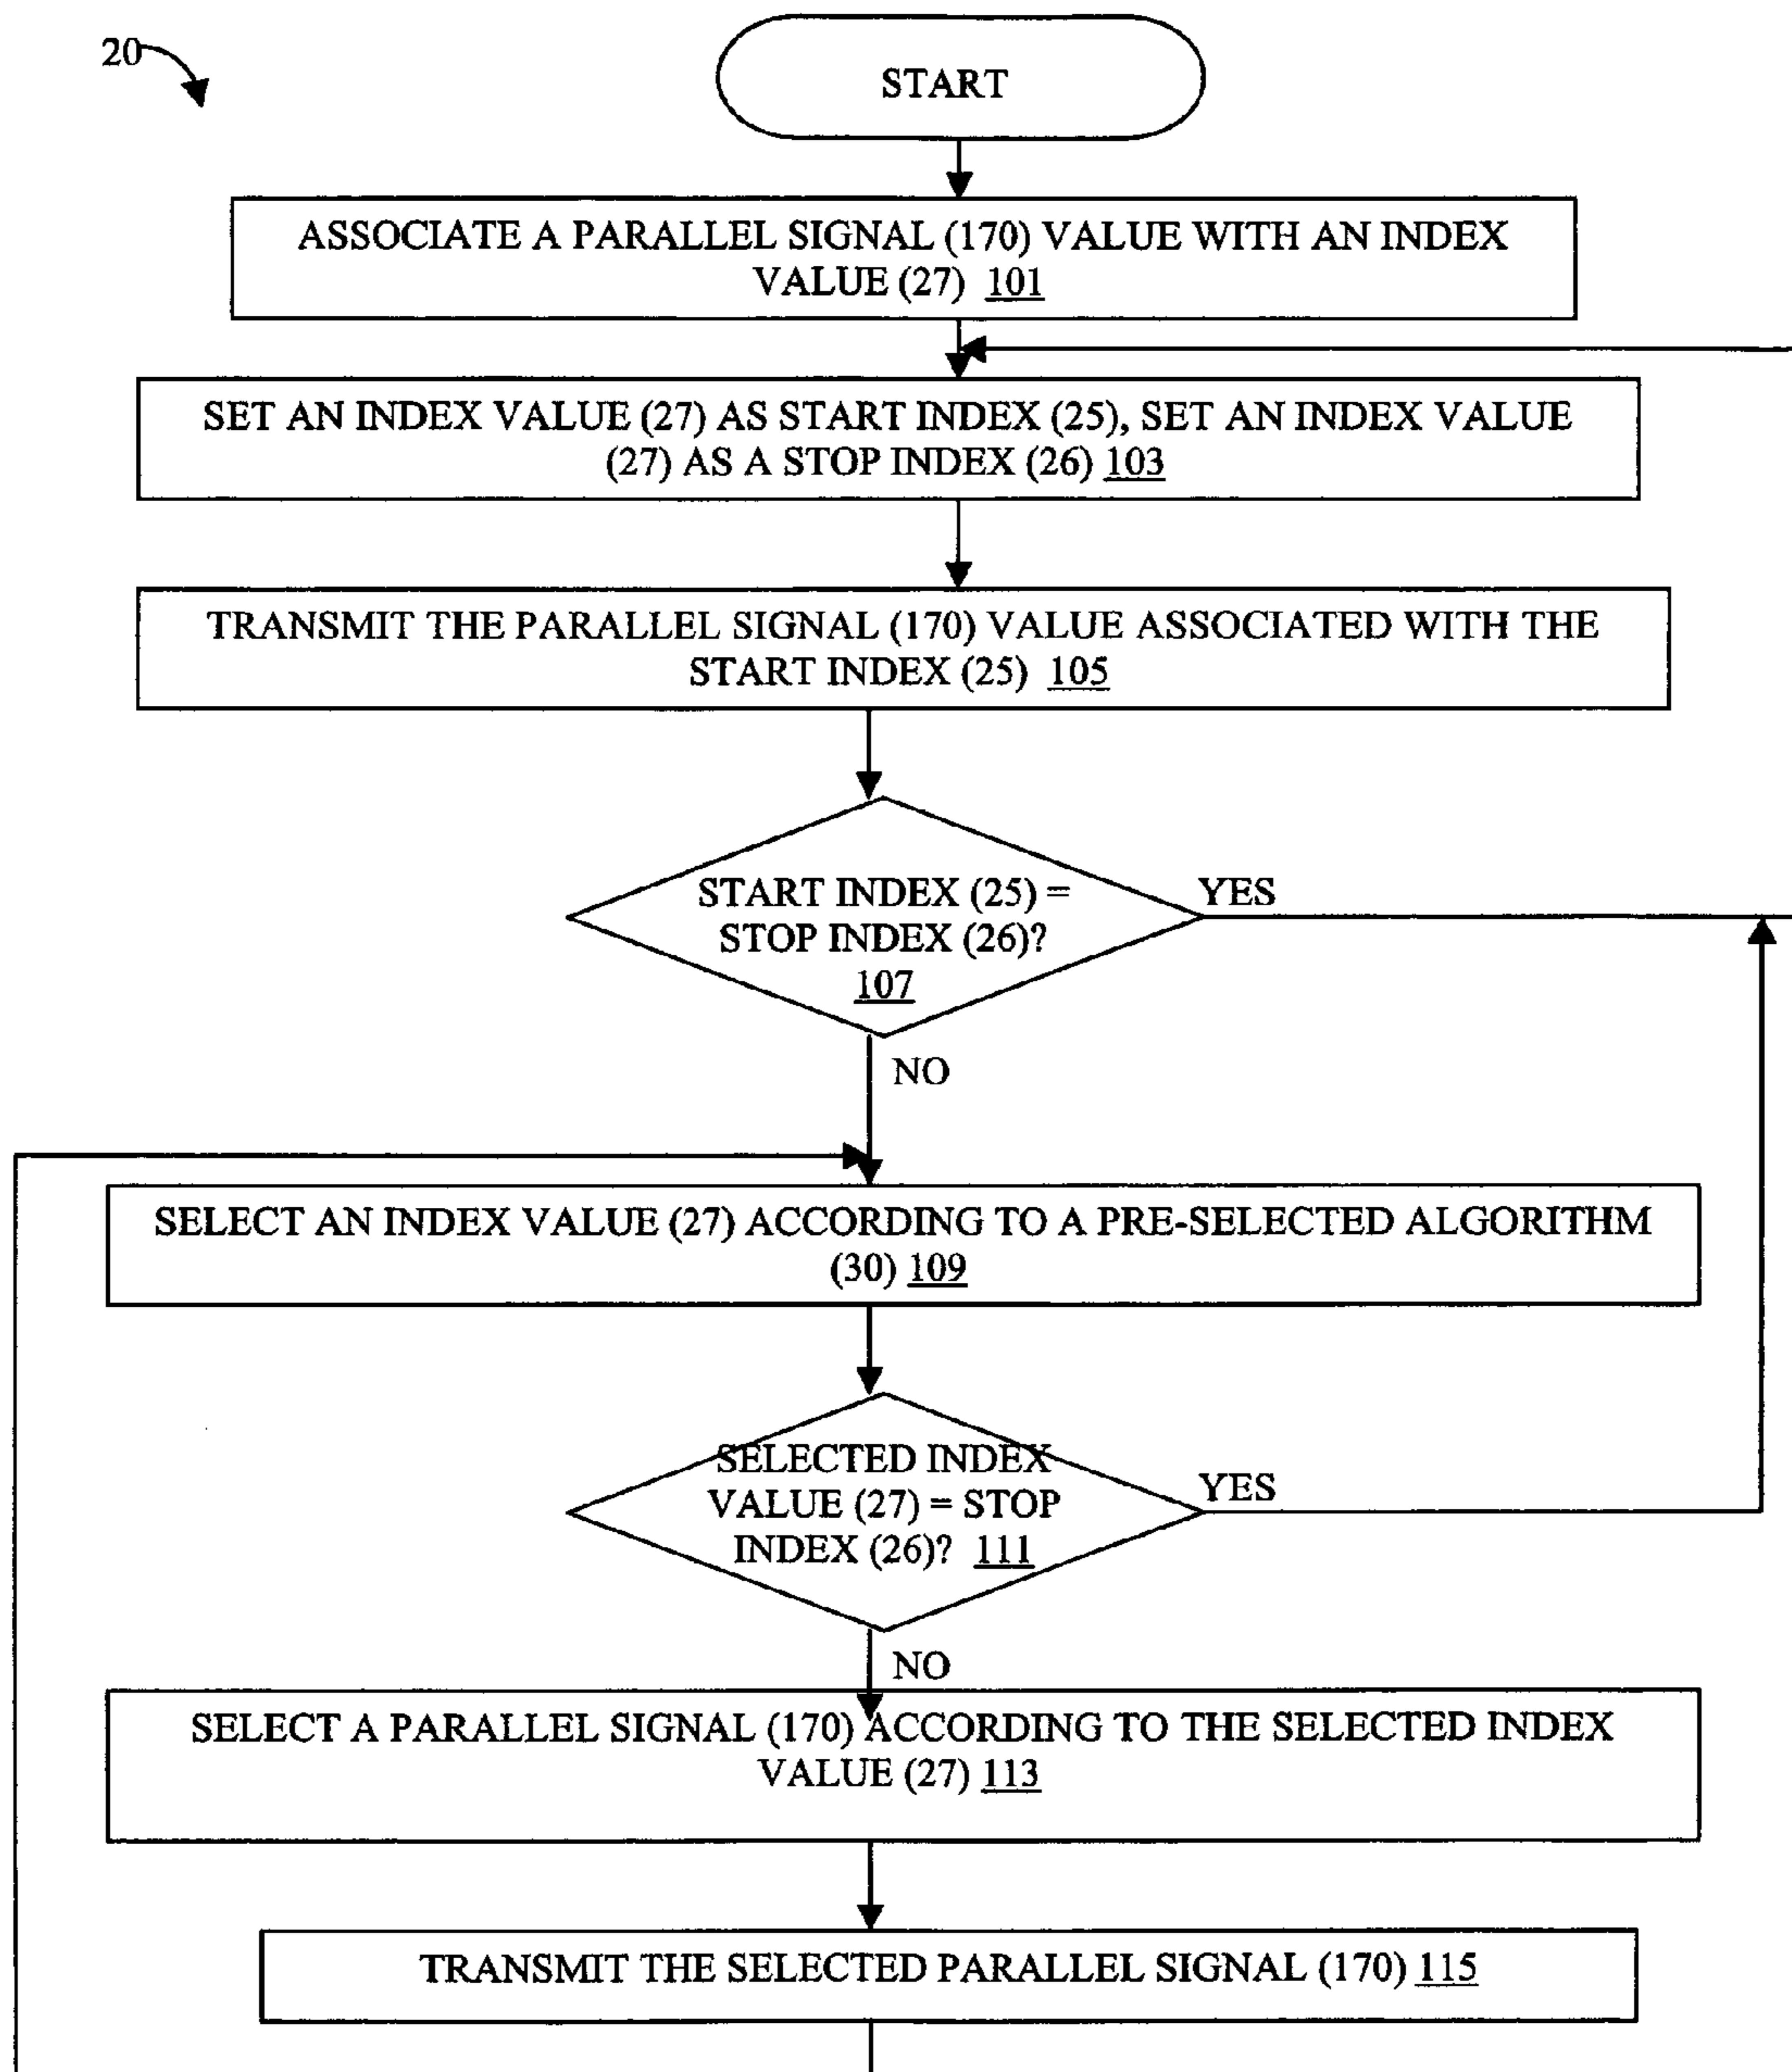 20
START
ASSOCIATE A PARALLEL SIGNAL (170) VALUE WITH AN INDEX
VALUE (27) 101
SET AN INDEX VALUE (27) AS START INDEX (25), SET AN INDEX VALUE
(27) AS A STOP INDEX (26) 103
TRANSMIT THE PARALLEL SIGNAL (170) VALUE ASSOCIATED WITH THE
START INDEX (25) 105
START INDEX (25) =
STOP INDEX (26)?
107
YES
NO
SELECT AN INDEX VALUE (27) ACCORDING TO A PRE-SELECTED ALGORITHM
(30) 109
SELECTED INDEX
VALUE (27) = STOP
INDEX (26)? 111
YES
NO
SELECT A PARALLEL SIGNAL (170) ACCORDING TO THE SELECTED INDEX
VALUE (27) 113
TRANSMIT THE SELECTED PARALLEL SIGNAL (170) 115